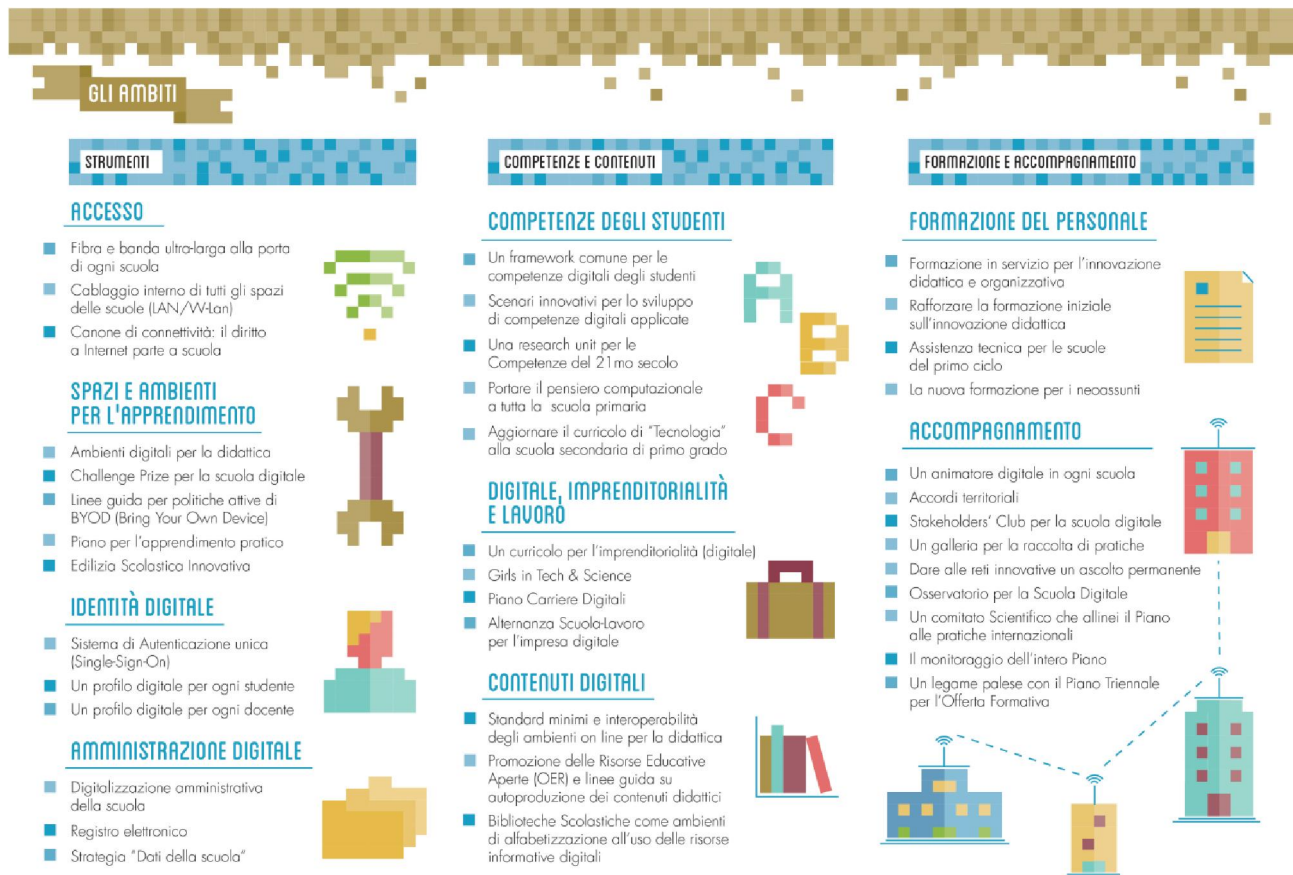 GLI AMBITI
STRUMENTI
ACCESSO
Fibra e banda ultra-larga alla porta
di ogni scuola
Cablaggio interno di tutti gli spazi
delle scuole (LAN/W-Lan)
Canone di connettività: il diritto
a Internet parte a scuola
SPAZI E AMBIENTI
PER L'APPRENDIMENTO
Ambienti digitali per la didattica
Challenge Prize per la scuola digitale
Linee guida per politiche attive di
BYOD (Bring Your Own Device)
Piano per l'apprendimento pratico
Edilizia Scolastica Innovativa
IDENTITÀ DIGITALE
Sistema di Autenticazione unica
(Single-Sign-On)
Un profilo digitale per ogni studente
Un profilo digitale per ogni docente
AMMINISTRAZIONE DIGITALE
Digitalizzazione amministrativa
della scuola
Registro elettronico
Strategia "Dati della scuola"
COMPETENZE E CONTENUTI
COMPETENZE DEGLI STUDENTI
Un framework comune per le
competenze digitali degli studenti
Scenari innovativi per lo sviluppo
di competenze digitali applicate
Una research unit per le
Competenze del 21mo secolo
Portare il pensiero computazionale
a tutta la scuola primaria
Aggiornare il curricolo di "Tecnologia"
alla scuola secondaria di primo grado
A
B
C
DIGITALE, IMPRENDITORIALITÀ
E LAVORO
Un curricolo per l'imprenditorialità (digitale)
Girls in Tech & Science
Piano Carriere Digitali
Alternanza Scuola-Lavoro
per l'impresa digitale
CONTENUTI DIGITALI
Standard minimi e interoperabilità
degli ambienti on line per la didattica
Promozione delle Risorse Educative
Aperte (OER) e linee guida su
autoproduzione dei contenuti didattici
Biblioteche Scolastiche come ambienti
di alfabetizzazione all'uso delle risorse
informative digitali
FORMAZIONE E ACCOMPAGNAMENTO
FORMAZIONE DEL PERSONALE
Formazione in servizio per l'innovazione
didattica e organizzativa
Rafforzare la formazione iniziale
sull'innovazione didattica
Assistenza tecnica per le scuole
del primo ciclo
La nuova formazione per i neoassunti
ACCOMPAGNAMENTO
Un animatore digitale in ogni scuola
Accordi territoriali
Stakeholders' Club per la scuola digitale
Un galleria per la raccolta di pratiche
Dare alle reti innovative un ascolto permanente
Osservatorio per la Scuola Digitale
Un comitato Scientifico che allinei il Piano
alle pratiche internazionali
Il monitoraggio dell'intero Piano
Un legame palese con il Piano Triennale
per l'Offerta Formativa